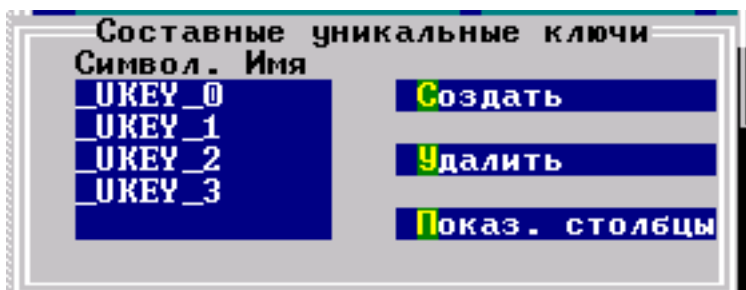 Составные уникальные ключи
Символ. Имя
_UKEY_0
_UKEY_1
_UKEY_2
_UKEY_3
Создать
Удалить
Показ. столбцы